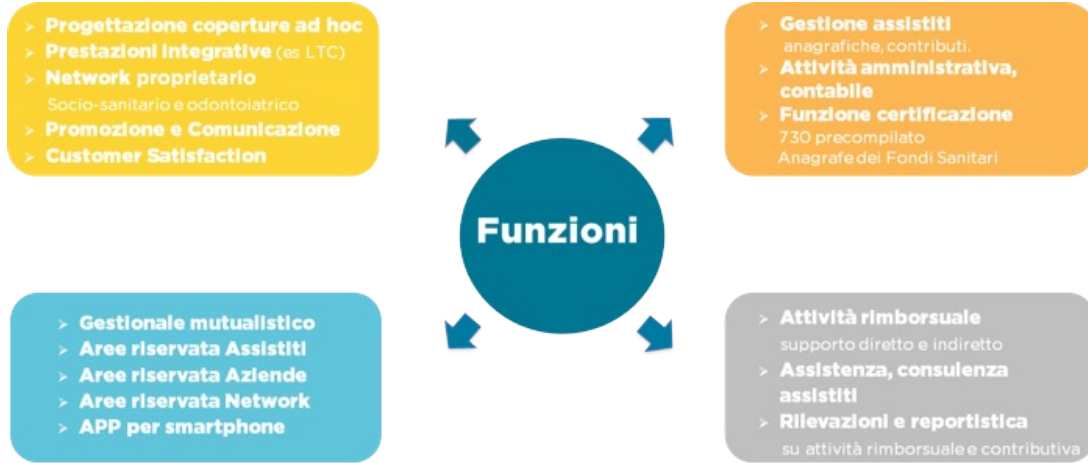 > Progettazione coperture ad hoc
> Prestazioni integrative (es LTC)
> Network proprietario
Socio-sanitario e odontoiatrico
> Promozione e Comunicazione
> Customer Satisfaction
> Gestione assistiti
anagrafiche, contributi.
> Attività amministrativa,
contabile
> Funzione certificazione
730 precompilato
Anagrafe dei Fondi Sanitari
Funzioni
> Gestionale mutualistico
> Aree riservata Assistiti
> Aree riservata Aziende
> Aree riservata Network
> APP per smartphone
> Attività rimborsuale
supporto diretto e indiretto
> Assistenza, consulenza
assistiti
> Rilevazioni e reportistica
su attività rimborsuale e contributiva